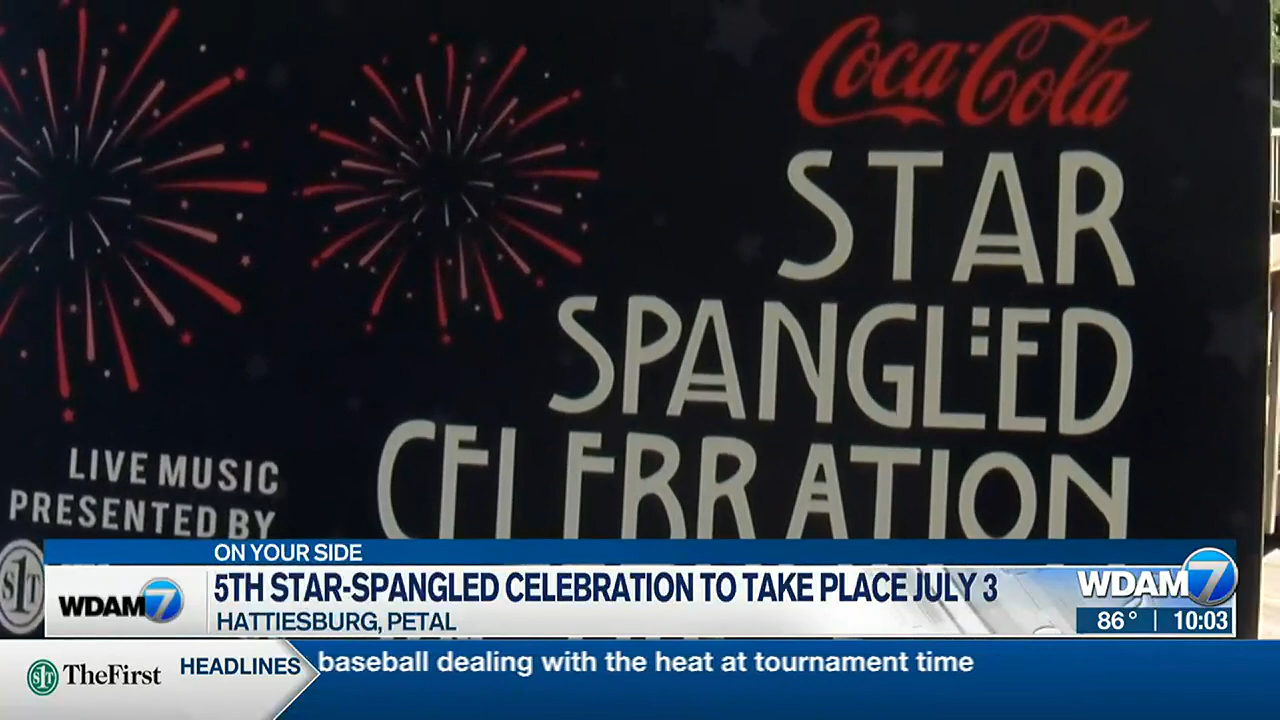 Coca-Cola
STAR
SPANGLED
CELEBRATION
LIVE MUSIC
PRESENTED BY
1ST
ON YOUR SIDE
WDAM 7
5TH STAR-SPANGLED CELEBRATION TO TAKE PLACE JULY 3
HATTIESBURG, PETAL
WDAM 7
86° | 10:03
1ST TheFirst
HEADLINES
baseball dealing with the heat at tournament time